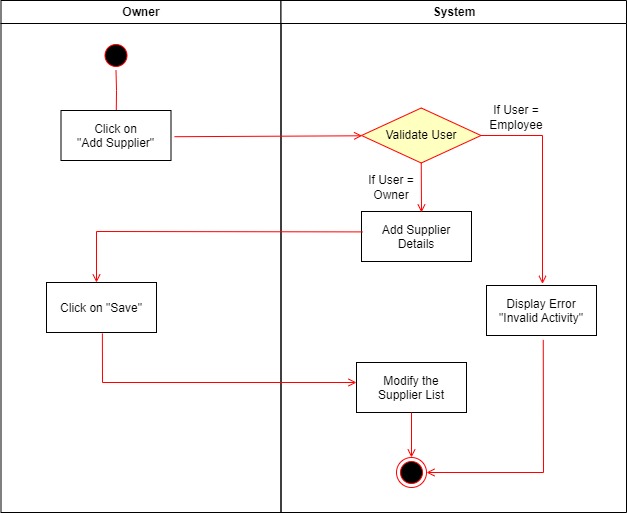 Owner
System
Click on
"Add Supplier"
Validate User
If User =
Employee
If User =
Owner
Add Supplier
Details
Click on "Save"
Display Error
"Invalid Activity"
Modify the
Supplier List